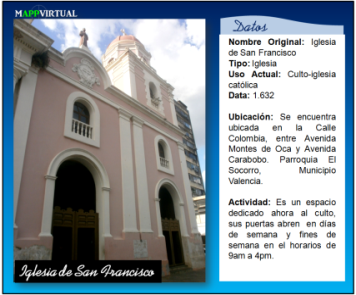 MAPPVIRTUAL
Datos
Nombre Original: Iglesia
de San Francisco
Tipo: Iglesia
Uso Actual: Culto-iglesia
católica
Data: 1.632
Ubicación: Se encuentra
ubicada en la Calle
Colombia, entre Avenida
Montes de Oca y Avenida
Carabobo. Parroquia El
Socorro, Municipio
Valencia.
Actividad: Es un espacio
dedicado ahora al culto,
sus puertas abren en días
de semana y fines de
semana en el horarios de
9am a 4pm.
Iglesia de San Francisco